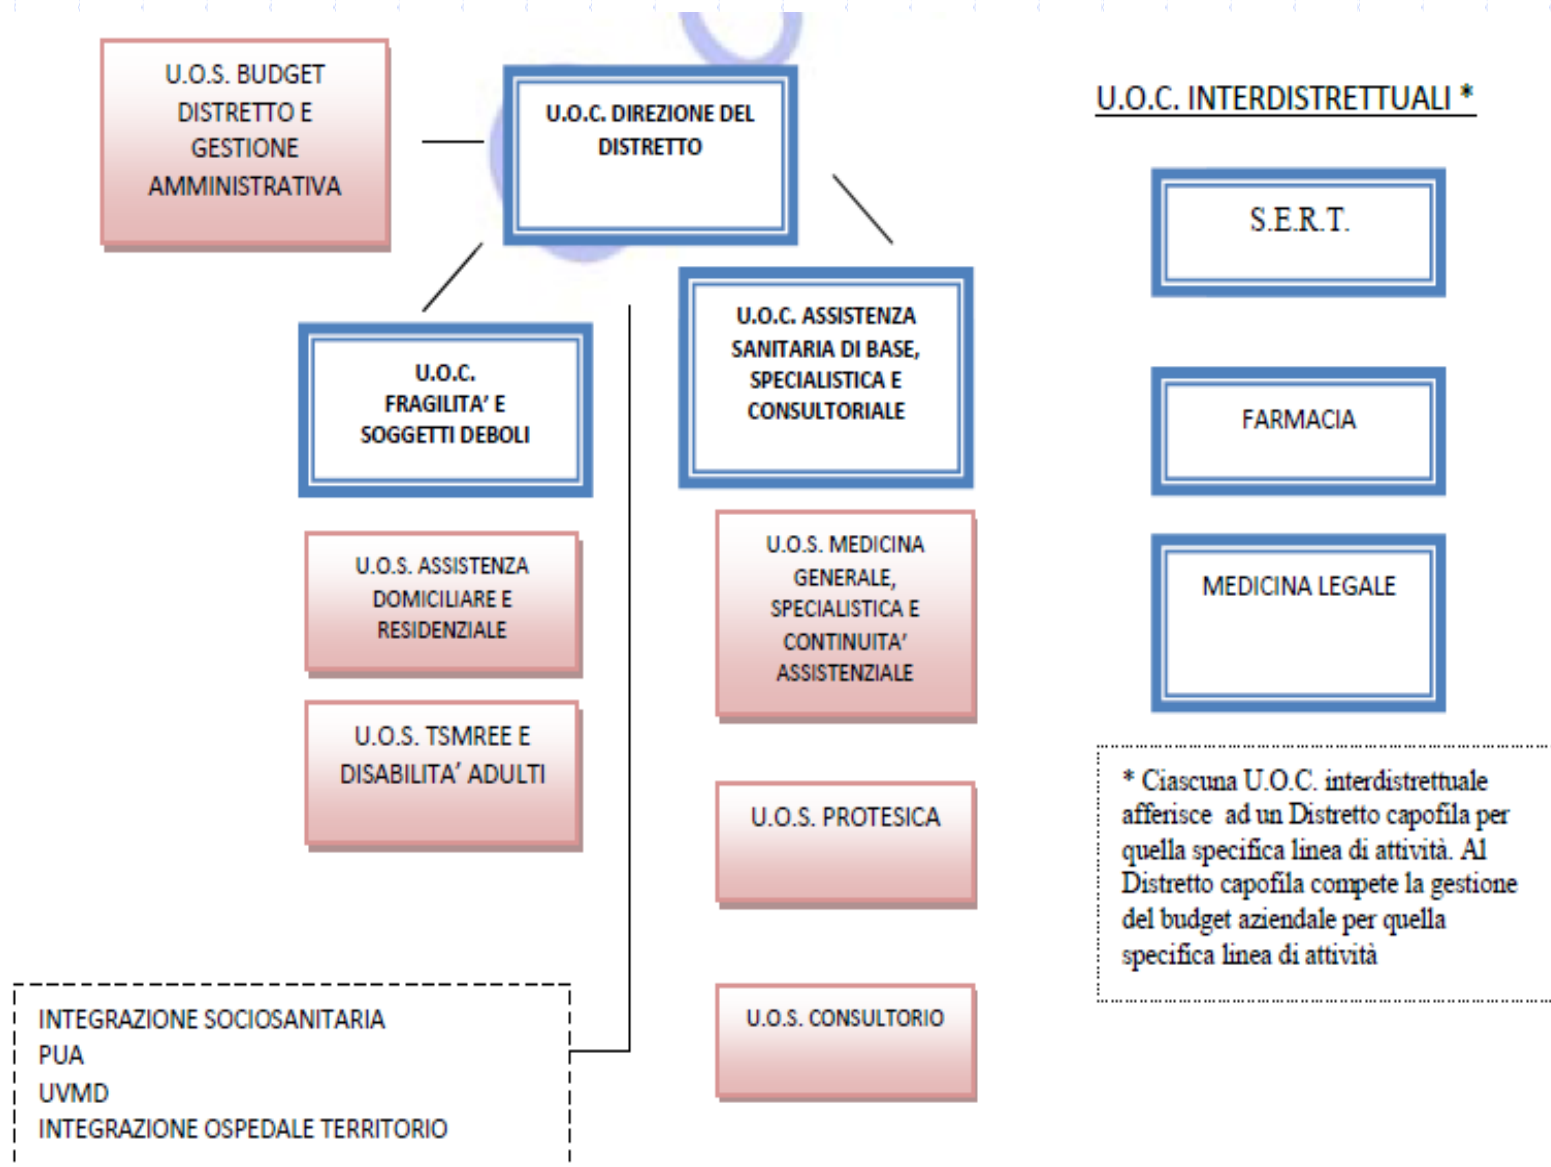 U.O.S. BUDGET
DISTRETTO E
GESTIONE
AMMINISTRATIVA
U.O.C. DIREZIONE DEL
DISTRETTO
U.O.C.
FRAGILITA’ E
SOGGETTI DEBOLI
U.O.S. ASSISTENZA
DOMICILIARE E
RESIDENZIALE
U.O.S. TSMREE E
DISABILITA’ ADULTI
U.O.C. ASSISTENZA
SANITARIA DI BASE,
SPECIALISTICA E
CONSULTORIALE
U.O.S. MEDICINA
GENERALE,
SPECIALISTICA E
CONTINUITA’
ASSISTENZIALE
U.O.S. PROTESICA
U.O.S. CONSULTORIO
INTEGRAZIONE SOCIOSANITARIA
PUA
UVMD
INTEGRAZIONE OSPEDALE TERRITORIO
U.O.C. INTERDISTRETTUALI *
S.E.R.T.
FARMACIA
MEDICINA LEGALE
* Ciascuna U.O.C. interdistrettuale
afferisce ad un Distretto capofila per
quella specifica linea di attività. Al
Distretto capofila compete la gestione
del budget aziendale per quella
specifica linea di attività